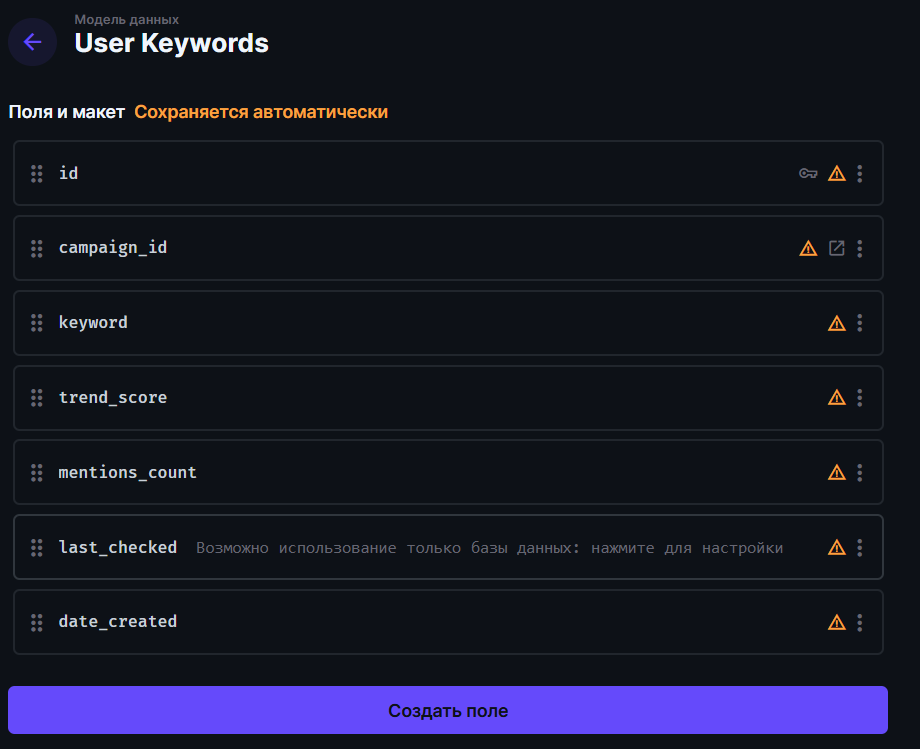 Модель данных
User Keywords
Поля и макет Сохраняется автоматически
id
campaign_id
keyword
trend_score
mentions_count
last_checked Возможно использование только базы данных: нажмите для настройки
date_created
Создать поле